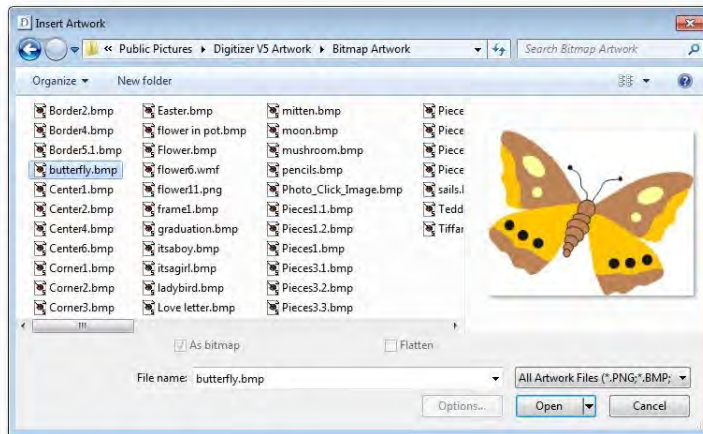 Insert Artwork
« Public Pictures ▸ Digitizer V5 Artwork ▸ Bitmap Artwork
Search Bitmap Artwork
Organize
New folder
Border2.bmp
Border4.bmp
Border5.1.bmp
butterfly.bmp
Center1.bmp
Center2.bmp
Center4.bmp
Center6.bmp
Corner1.bmp
Corner2.bmp
Corner3.bmp
Easter.bmp
flower in pot.bmp
Flower.bmp
flower6.wmf
flower11.png
frame1.bmp
graduation.bmp
itsaboy.bmp
itsagirl.bmp
ladybird.bmp
Love letter.bmp
mitten.bmp
moon.bmp
mushroom.bmp
pencils.bmp
Photo_Click_Image.bmp
Pieces1.1.bmp
Pieces1.2.bmp
Pieces1.bmp
Pieces3.1.bmp
Pieces3.2.bmp
Pieces3.3.bmp
Piece
Piece
Piece
Piece
Piece
sails.
Tedd
Tiffa
As bitmap
Flatten
File name: butterfly.bmp
All Artwork Files (*.PNG;*.BMP;
Options...
Open
Cancel